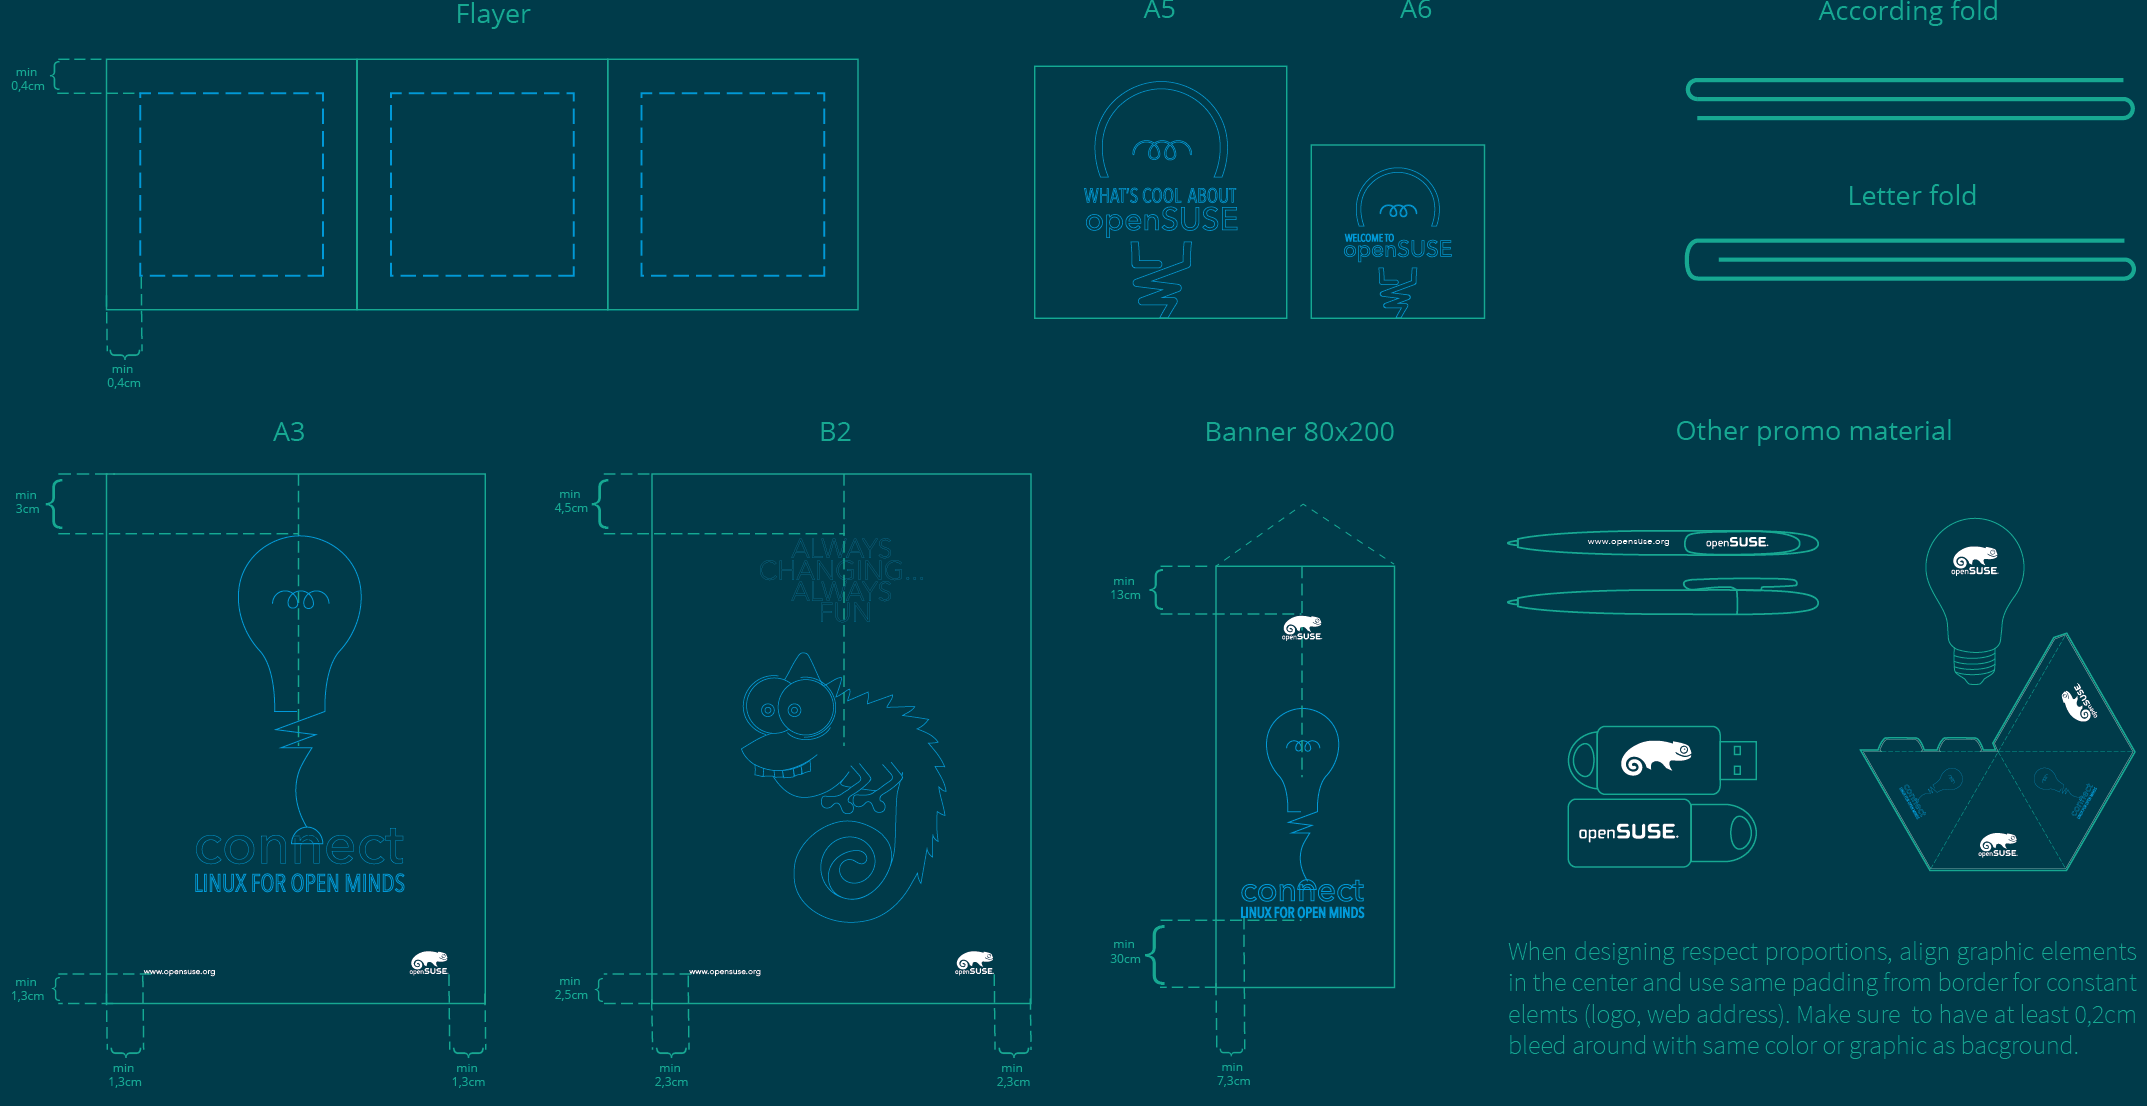 Flayer
A5
A6
According fold
min
0,4cm
min
0,4cm
WHAT'S COOL ABOUT
openSUSE
WELCOME TO
openSUSE
Letter fold
A3
B2
Banner 80x200
Other promo material
min
3cm
connect
LINUX FOR OPEN MINDS
www.opensuse.org
openSUSE
min
1,3cm
min
1,3cm
min
1,3cm
min
4,5cm
ALWAYS
CHANGING...
ALWAYS
FUN
www.opensuse.org
openSUSE
min
2,5cm
min
2,3cm
min
2,3cm
min
13cm
openSUSE
connect
LINUX FOR OPEN MINDS
min
30cm
min
7,3cm
www.opensuse.org
openSUSE
openSUSE
openSUSE
openSUSE
connect
connect
openSUSE
When designing respect proportions, align graphic elements
in the center and use same padding from border for constant
elemts (logo, web address). Make sure to have at least 0,2cm
bleed around with same color or graphic as bacground.